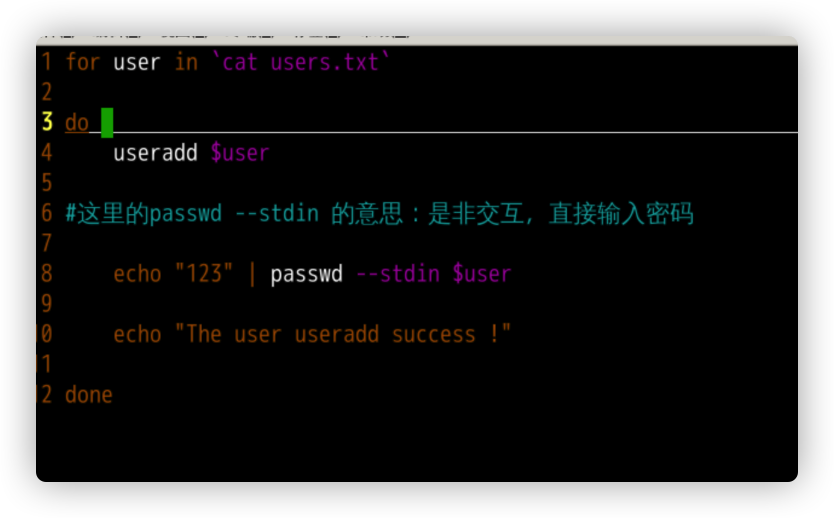 1 for user in `cat users.txt`
2
3 do
4 useradd $user
5
6 #这里的passwd --stdin 的意思：是非交互，直接输入密码
7
8 echo "123" | passwd --stdin $user
9
10 echo "The user useradd success !"
11
12 done